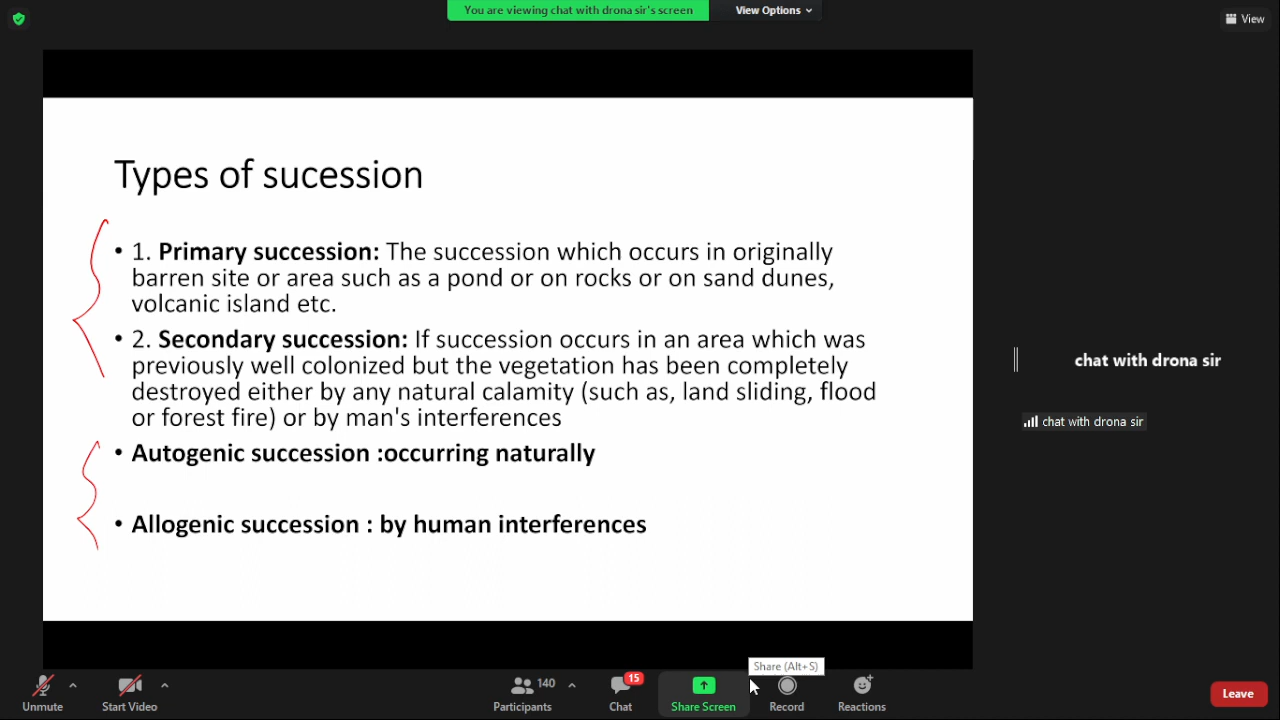 You are viewing chat with drona sir's screen
View Options
View
Types of sucession
• 1. Primary succession: The succession which occurs in originally
barren site or area such as a pond or on rocks or on sand dunes,
volcanic island etc.
• 2. Secondary succession: If succession occurs in an area which was
previously well colonized but the vegetation has been completely
destroyed either by any natural calamity (such as, land sliding, flood
or forest fire) or by man's interferences
• Autogenic succession :occurring naturally
• Allogenic succession : by human interferences
chat with drona sir
chat with drona sir
Share (Alt+S)
140
15
Unmute
Start Video
Participants
Chat
Share Screen
Record
Reactions
Leave